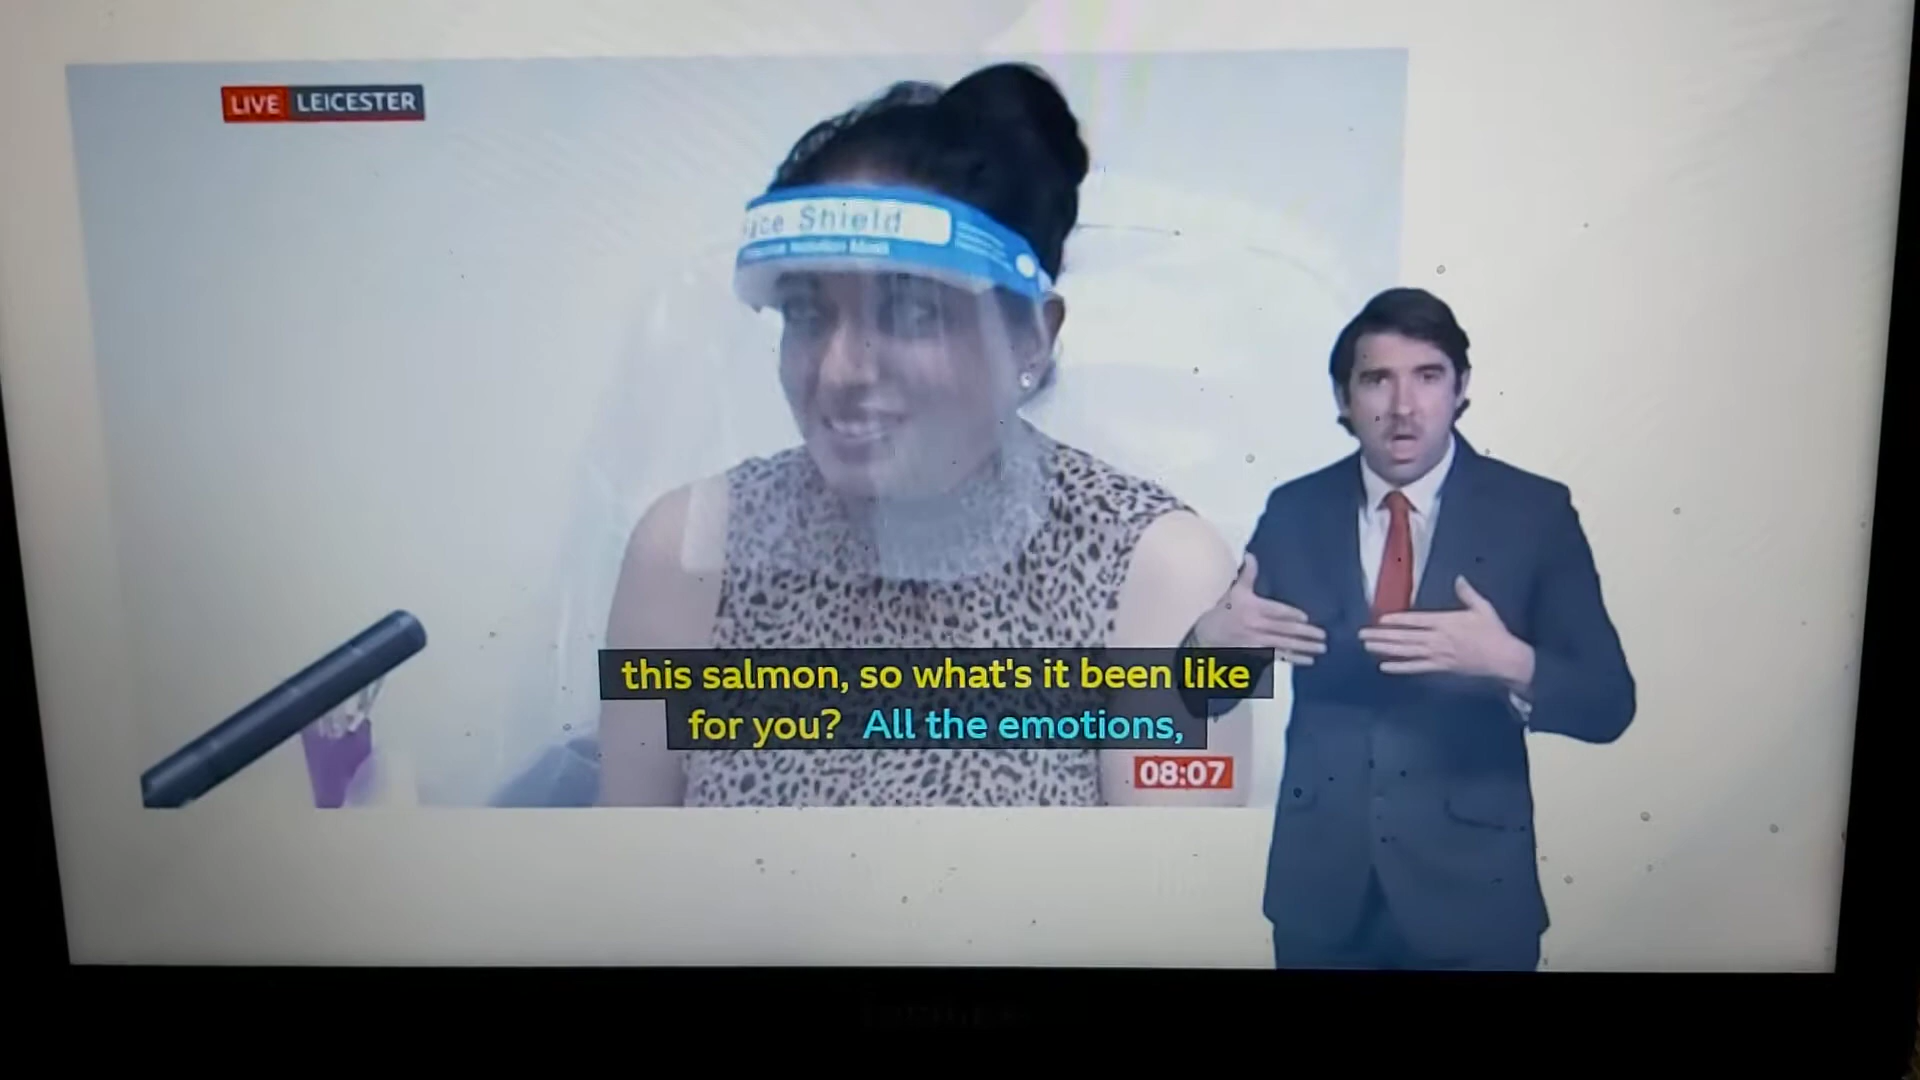 LIVE LEICESTER
Shield
this salmon, so what's it been like
for you? All the emotions,
08:07